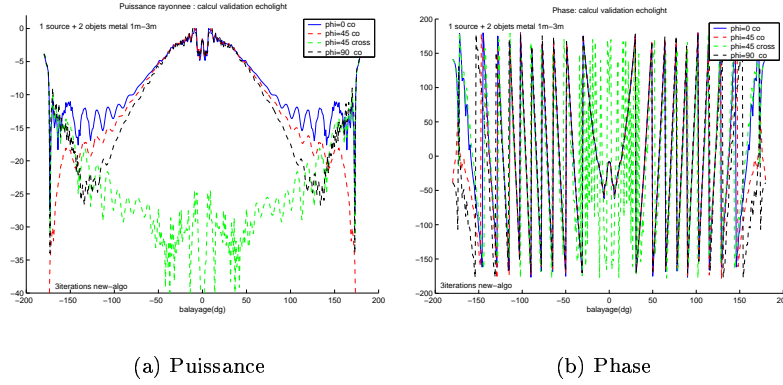 Puissance rayonnee : calcul validation echolight
1 source + 2 objets metal 1m-3m
phi=0 co
phi=45 co
phi=45 cross
phi=90 co
0
-5
-10
-15
-20
-25
-30
-35
-40
3iterations new-algo
-200 -150 -100 -50 0 50 100 150 200
balayage(dg)
(a) Puissance
Phase: calcul validation echolight
1 source + 2 objets metal 1m-3m
phi=0 co
phi=45 co
phi=45 cross
phi=90 co
200
150
100
50
0
-50
-100
-150
-200
3iterations new-algo
-200 -150 -100 -50 0 50 100 150 200
balayage(dg)
(b) Phase